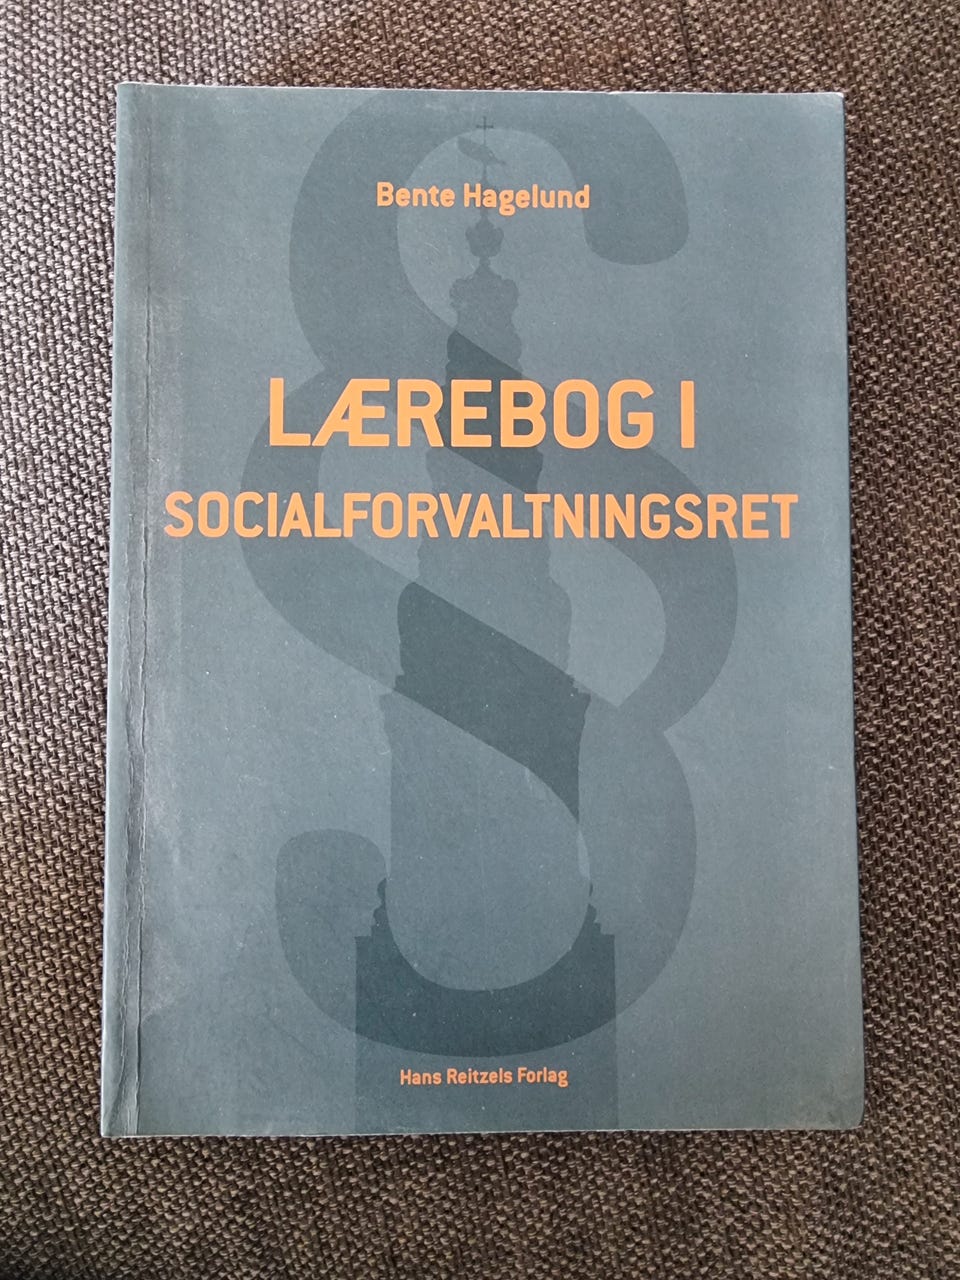 Bente Hagelund
LÆREBOG I
SOCIALFORVALTNINGSRET
Hans Reitzels Forlag